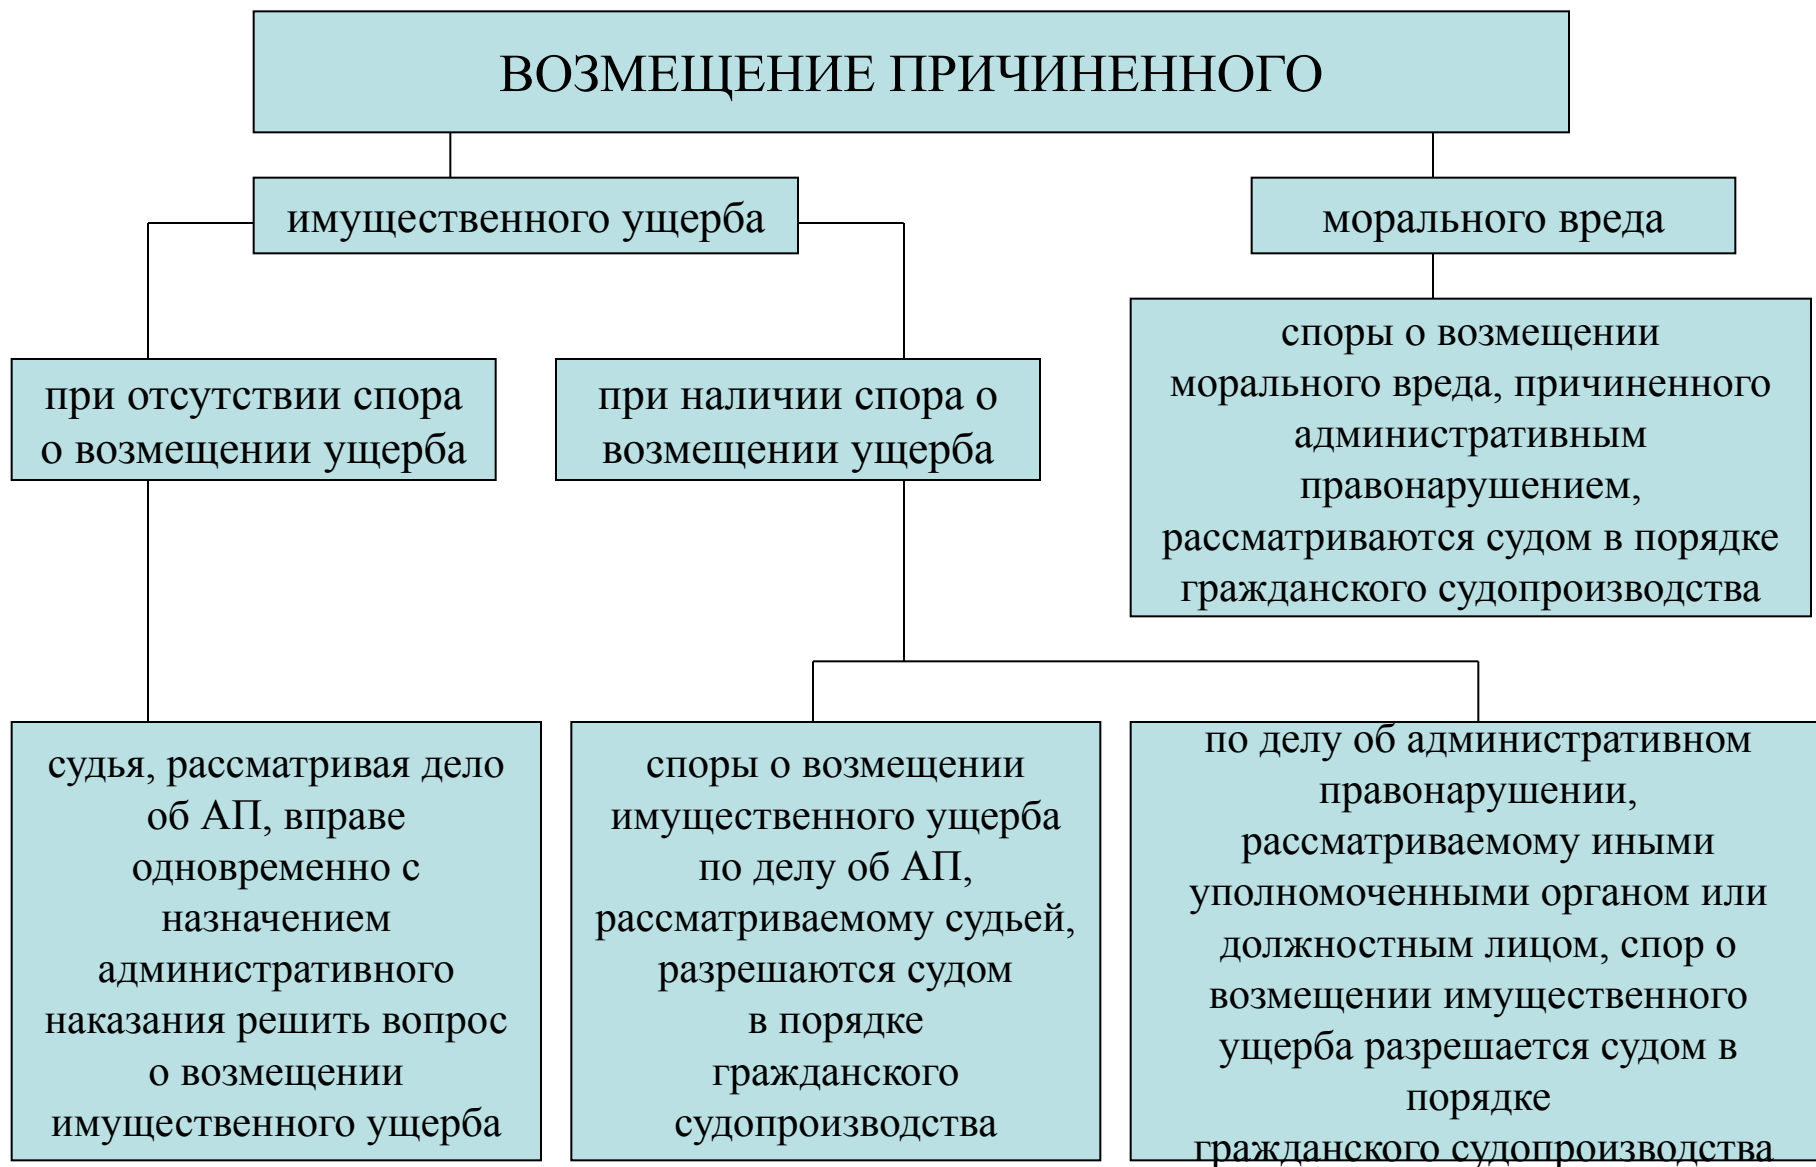 ВОЗМЕЩЕНИЕ ПРИЧИНЕННОГО
имущественного ущерба
морального вреда
при отсутствии спора
о возмещении ущерба
при наличии спора о
возмещении ущерба
споры о возмещении
морального вреда, причиненного
административным
правонарушением,
рассматриваются судом в порядке
гражданского судопроизводства
судья, рассматривая дело
об АП, вправе
одновременно с
назначением
административного
наказания решить вопрос
о возмещении
имущественного ущерба
споры о возмещении
имущественного ущерба
по делу об АП,
рассматриваемому судьей,
разрешаются судом
в порядке
гражданского
судопроизводства
по делу об административном
правонарушении,
рассматриваемому иными
уполномоченными органом или
должностным лицом, спор о
возмещении имущественного
ущерба разрешается судом в
порядке
гражданского судопроизводства